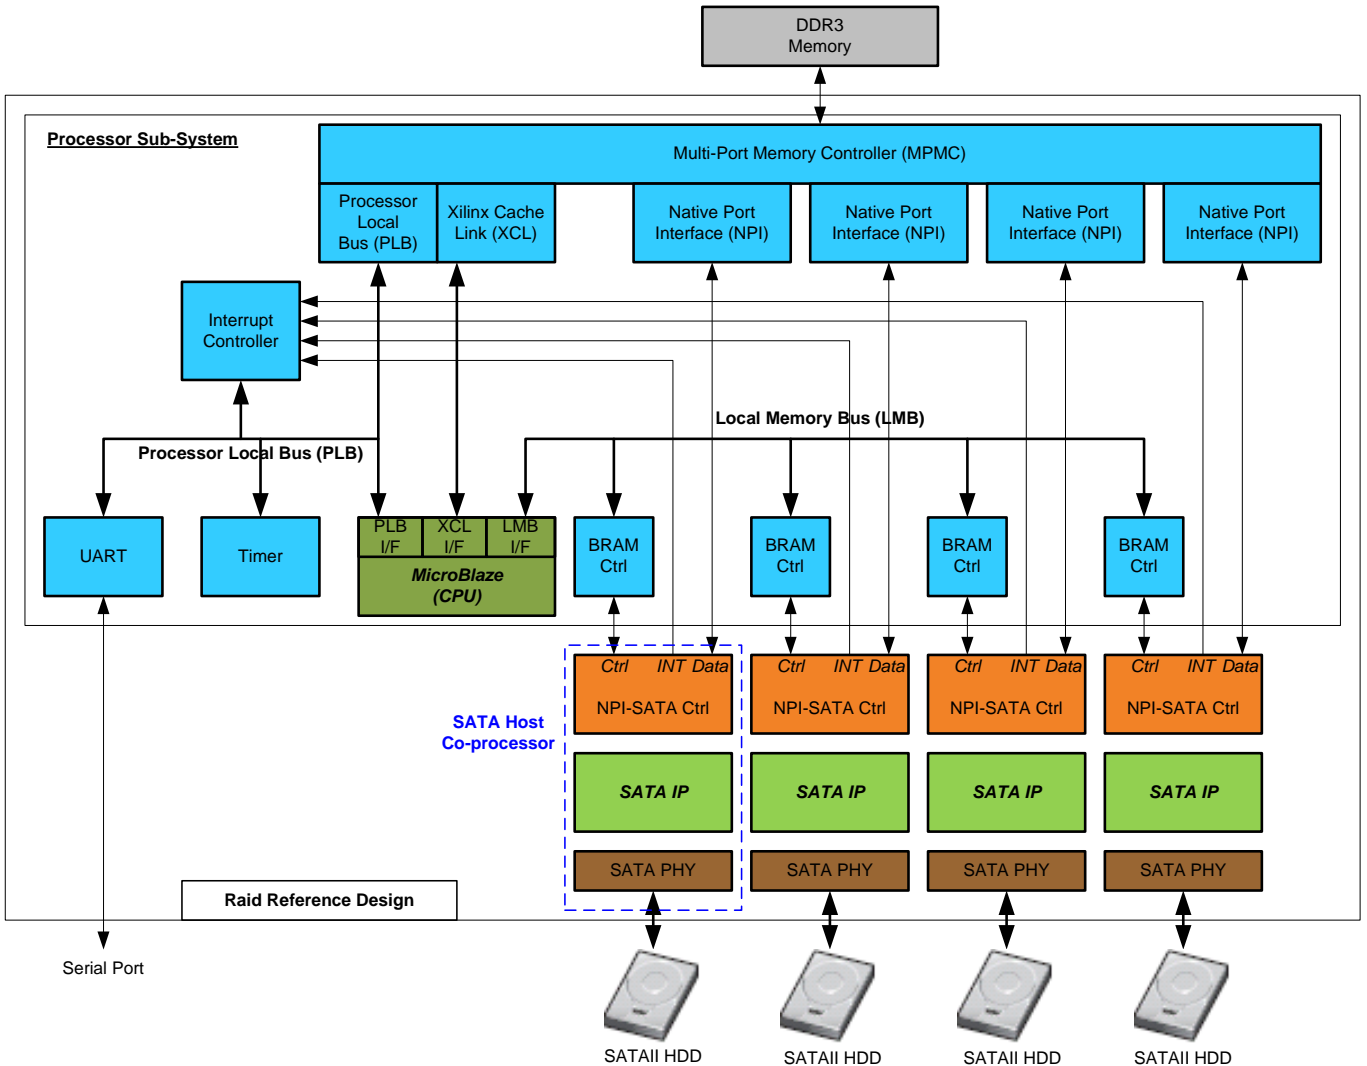 DDR3
Memory
Processor Sub-System
Multi-Port Memory Controller (MPMC)
Processor
Local
Bus (PLB)
Xilinx Cache
Link (XCL)
Native Port
Interface (NPI)
Native Port
Interface (NPI)
Native Port
Interface (NPI)
Native Port
Interface (NPI)
Interrupt
Controller
Local Memory Bus (LMB)
Processor Local Bus (PLB)
UART
Timer
PLB
I/F
XCL
I/F
LMB
I/F
MicroBlaze
(CPU)
BRAM
Ctrl
BRAM
Ctrl
BRAM
Ctrl
BRAM
Ctrl
SATA Host
Co-processor
Ctrl INT Data
NPI-SATA Ctrl
Ctrl INT Data
NPI-SATA Ctrl
Ctrl INT Data
NPI-SATA Ctrl
Ctrl INT Data
NPI-SATA Ctrl
SATA IP
SATA IP
SATA IP
SATA IP
SATA PHY
SATA PHY
SATA PHY
SATA PHY
Raid Reference Design
Serial Port
SATAII HDD
SATAII HDD
SATAII HDD
SATAII HDD